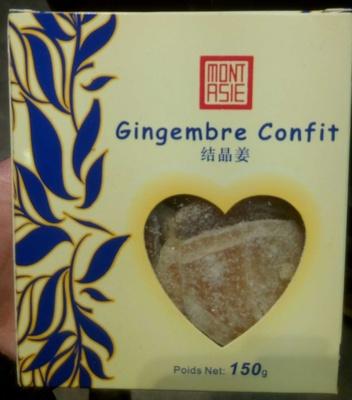 MONT
ASIE
Gingembre Confit
结晶姜
Poids Net: 150g